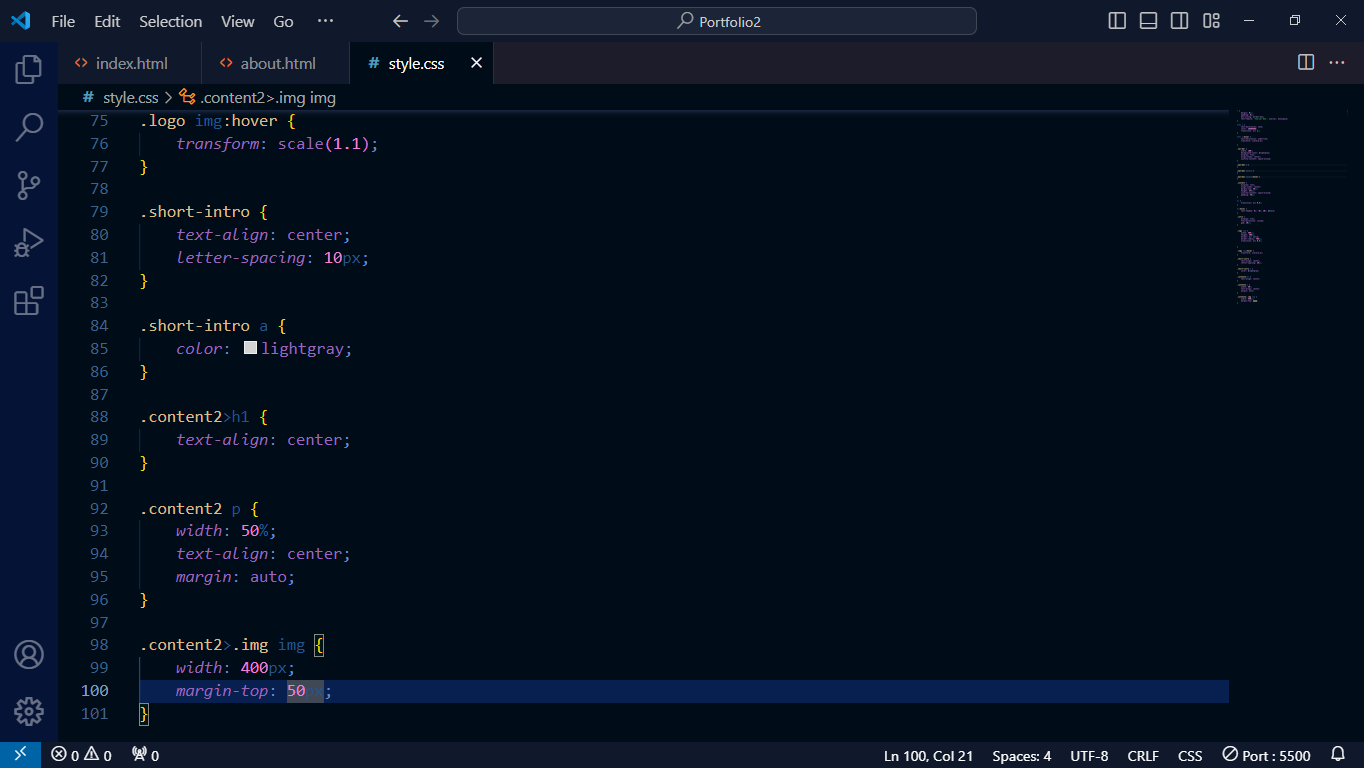 File Edit Selection View Go ··· Portfolio2
index.html about.html # style.css
# style.css > .content2>.img img
75 .logo img:hover {
76 transform: scale(1.1);
77 }
78
79 .short-intro {
80 text-align: center;
81 letter-spacing: 10px;
82 }
83
84 .short-intro a {
85 color: lightgray;
86 }
87
88 .content2>h1 {
89 text-align: center;
90 }
91
92 .content2 p {
93 width: 50%;
94 text-align: center;
95 margin: auto;
96 }
97
98 .content2>.img img {
99 width: 400px;
100 margin-top: 50px;
101 }
0 0 0 Ln 100, Col 21 Spaces: 4 UTF-8 CRLF CSS Port : 5500